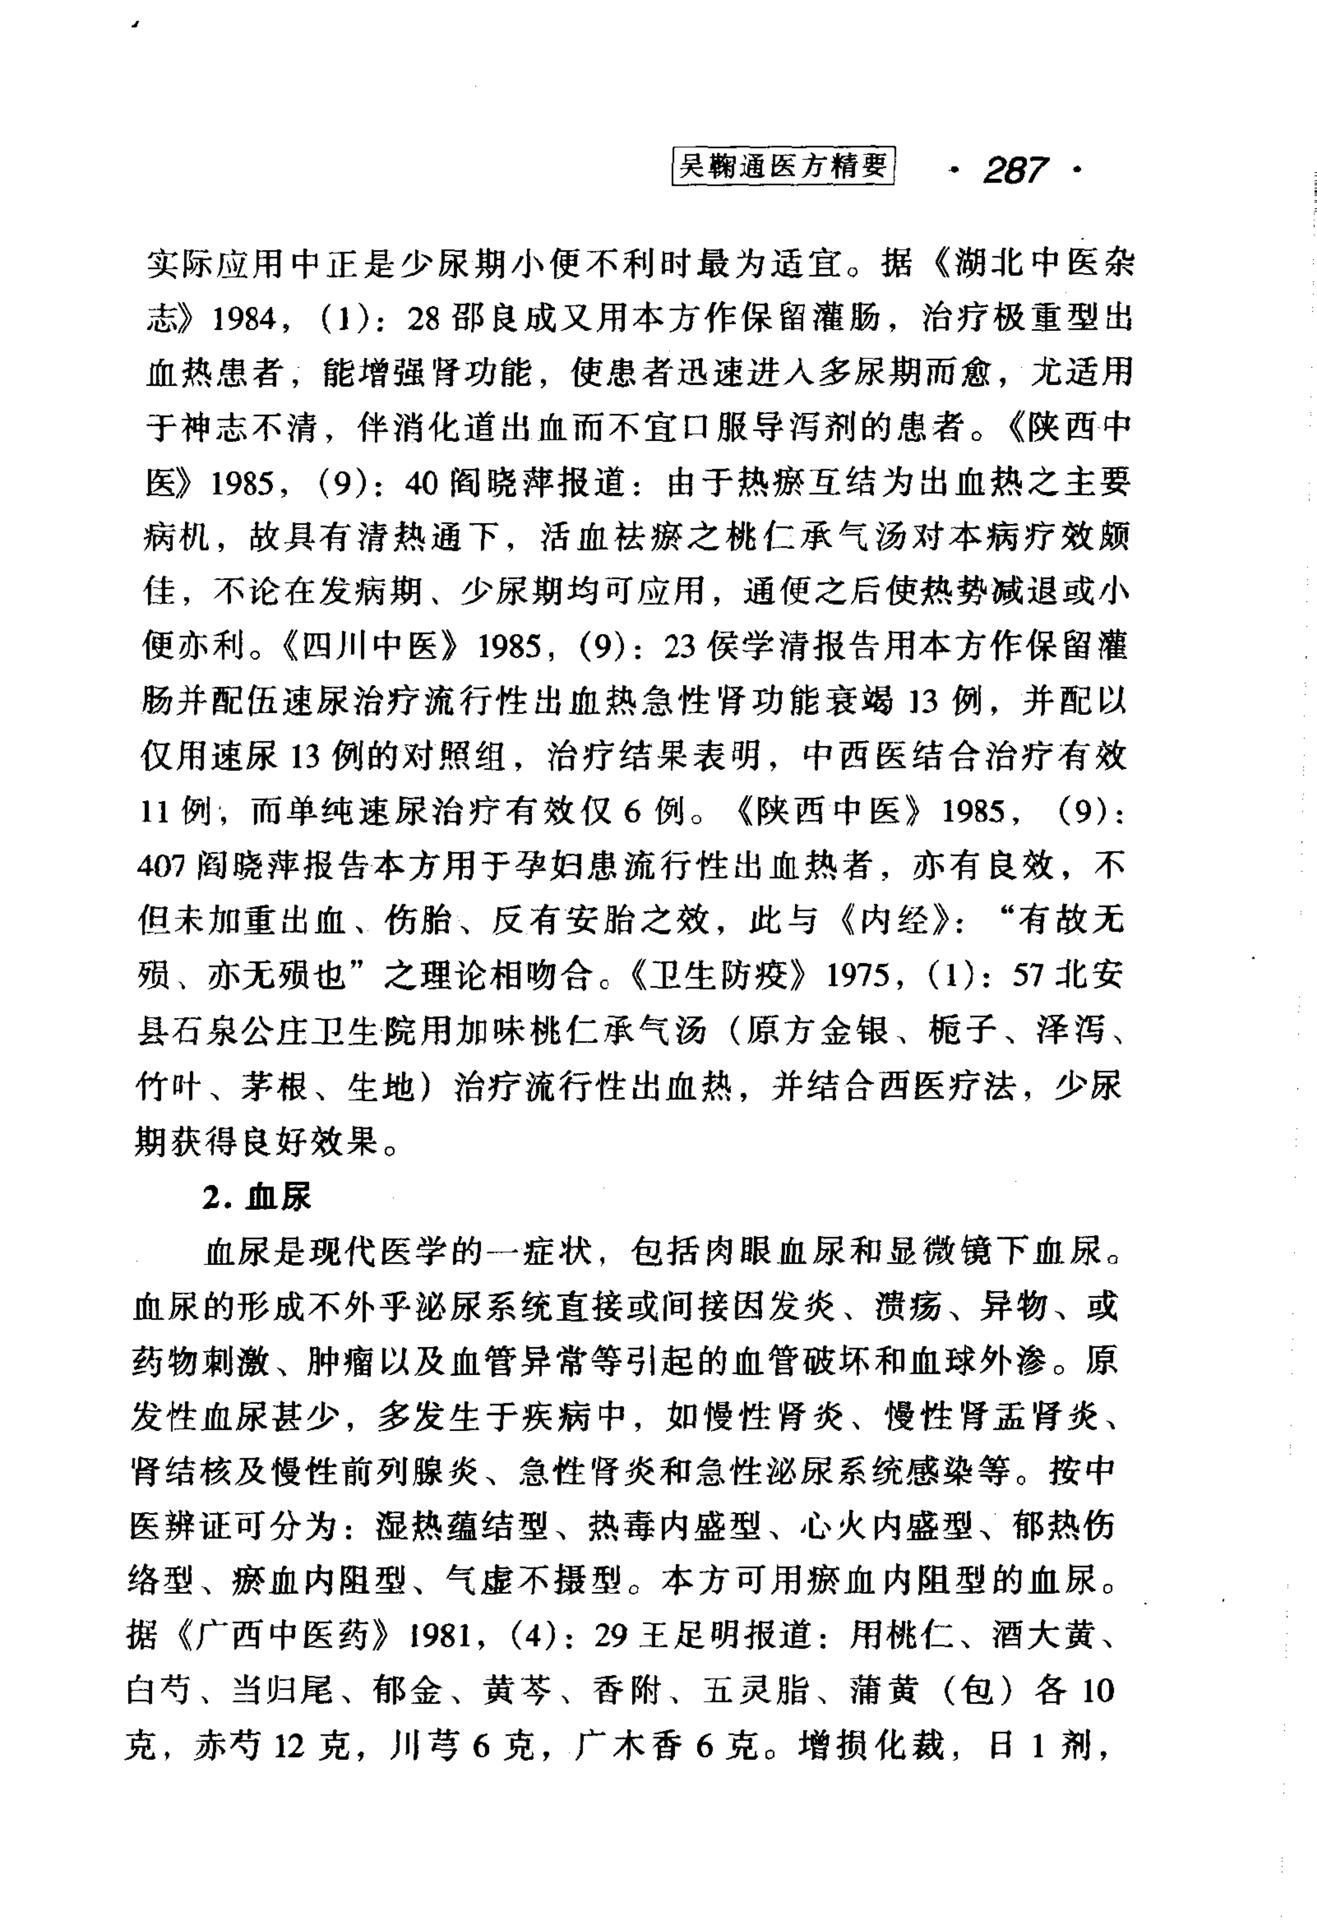 吴鞠通医方精要 · 287 ·
实际应用中正是少尿期小便不利时最为适宜。据《湖北中医杂
志》1984，（1）：28 邵良成又用本方作保留灌肠，治疗极重型出
血热患者，能增强肾功能，使患者迅速进入多尿期而愈，尤适用
于神志不清，伴消化道出血而不宜口服导泻剂的患者。《陕西中
医》1985，（9）：40 阎晓萍报道：由于热瘀互结为出血热之主要
病机，故具有清热通下，活血祛瘀之桃仁承气汤对本病疗效颇
佳，不论在发病期、少尿期均可应用，通便之后使热势减退或小
便亦利。《四川中医》1985，（9）：23 侯学清报告用本方作保留灌
肠并配伍速尿治疗流行性出血热急性肾功能衰竭 13 例，并配以
仅用速尿 13 例的对照组，治疗结果表明，中西医结合治疗有效
11 例，而单纯速尿治疗有效仅 6 例。《陕西中医》1985，（9）：
407 阎晓萍报告本方用于孕妇患流行性出血热者，亦有良效，不
但未加重出血、伤胎、反有安胎之效，此与《内经》：“有故无
殒、亦无殒也”之理论相吻合。《卫生防疫》1975，（1）：57 北安
县石泉公庄卫生院用加味桃仁承气汤（原方金银、栀子、泽泻、
竹叶、茅根、生地）治疗流行性出血热，并结合西医疗法，少尿
期获得良好效果。
2. 血尿
血尿是现代医学的一症状，包括肉眼血尿和显微镜下血尿。
血尿的形成不外乎泌尿系统直接或间接因发炎、溃疡、异物、或
药物刺激、肿瘤以及血管异常等引起的血管破坏和血球外渗。原
发性血尿甚少，多发生于疾病中，如慢性肾炎、慢性肾盂肾炎、
肾结核及慢性前列腺炎、急性肾炎和急性泌尿系统感染等。按中
医辨证可分为：湿热蕴结型、热毒内盛型、心火内盛型、郁热伤
络型、瘀血内阻型、气虚不摄型。本方可用瘀血内阻型的血尿。
据《广西中医药》1981，（4）：29 王足明报道：用桃仁、酒大黄、
白芍、当归尾、郁金、黄芩、香附、五灵脂、蒲黄（包）各 10
克，赤芍 12 克，川芎 6 克，广木香 6 克。增损化裁，日 1 剂，